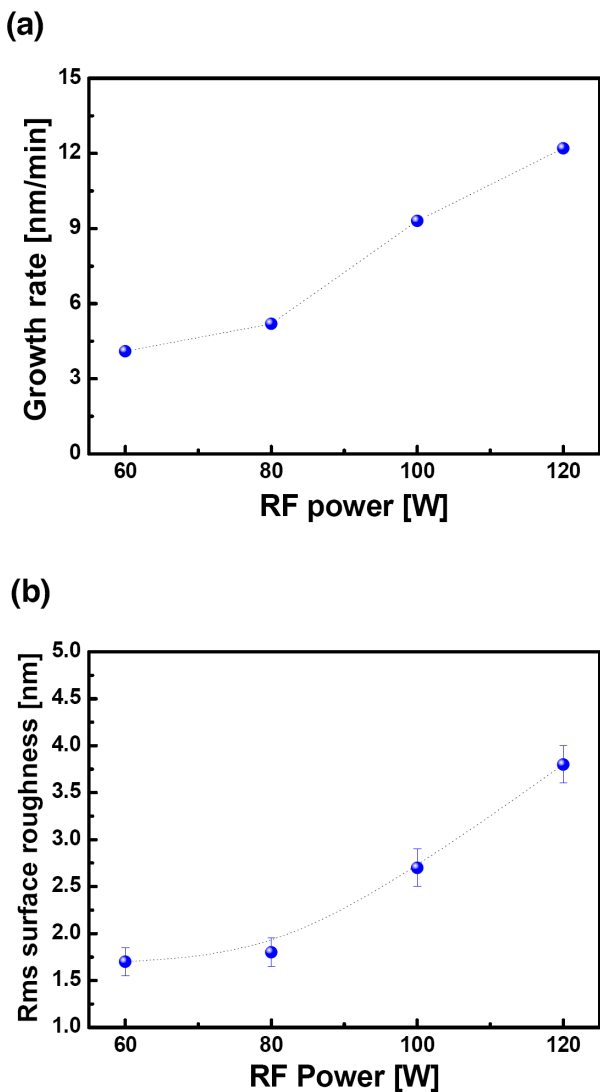 (a)
Growth rate [nm/min]
15
12
9
6
3
0
60 80 100 120
RF power [W]
(b)
Rms surface roughness [nm]
5.0
4.5
4.0
3.5
3.0
2.5
2.0
1.5
1.0
60 80 100 120
RF Power [W]